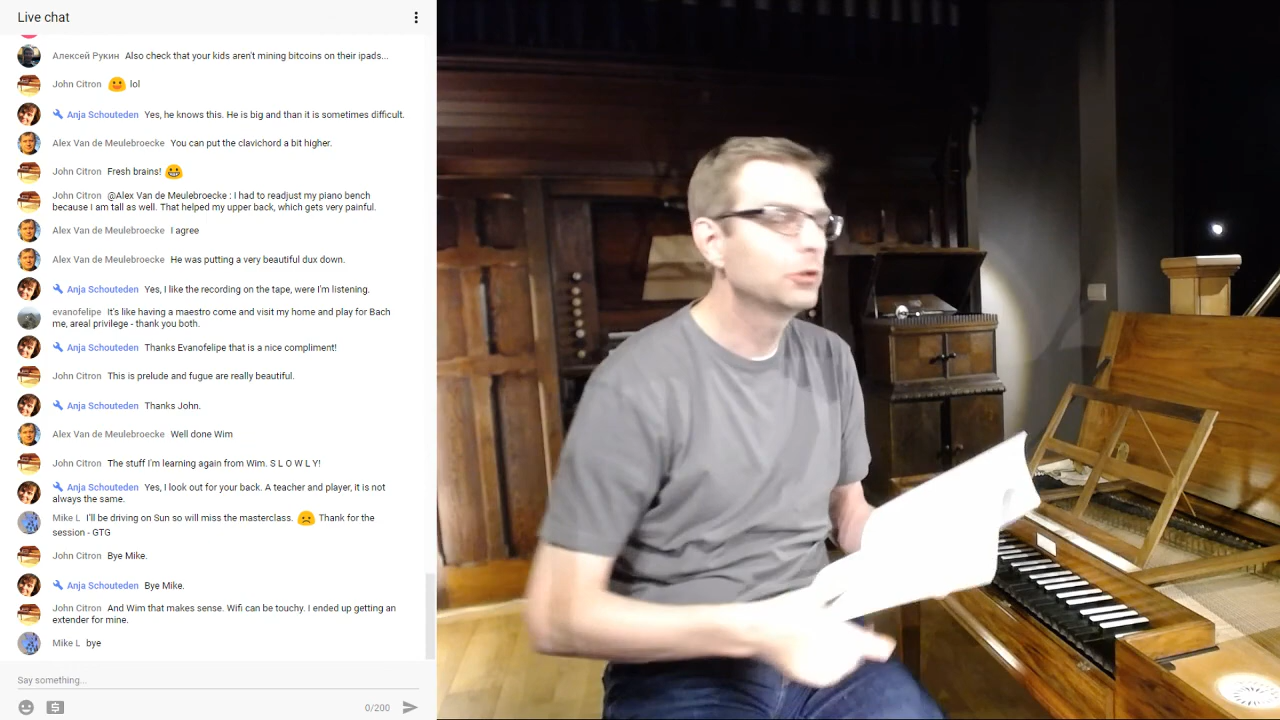 Live chat
Алексей Рукин Also check that your kids aren't mining bitcoins on their ipads...
John Citron lol
Anja Schouteden Yes, he knows this. He is big and than it is sometimes difficult.
Alex Van de Meulebroecke You can put the clavichord a bit higher.
John Citron Fresh brains!
John Citron @Alex Van de Meulebroecke : I had to readjust my piano bench
because I am tall as well. That helped my upper back, which gets very painful.
Alex Van de Meulebroecke I agree
Alex Van de Meulebroecke He was putting a very beautiful dux down.
Anja Schouteden Yes, I like the recording on the tape, were I'm listening.
evanofelipe It's like having a maestro come and visit my home and play for Bach
me, areal privilege - thank you both.
Anja Schouteden Thanks Evanofelipe that is a nice compliment!
John Citron This is prelude and fugue are really beautiful.
Anja Schouteden Thanks John.
Alex Van de Meulebroecke Well done Wim
John Citron The stuff I'm learning again from Wim. S L O W L Y!
Anja Schouteden Yes, I look out for your back. A teacher and player, it is not
always the same.
Mike L I'll be driving on Sun so will miss the masterclass. Thank for the
session - GTG
John Citron Bye Mike.
Anja Schouteden Bye Mike.
John Citron And Wim that makes sense. Wifi can be touchy. I ended up getting an
extender for mine.
Mike L bye
Say something...
0/200